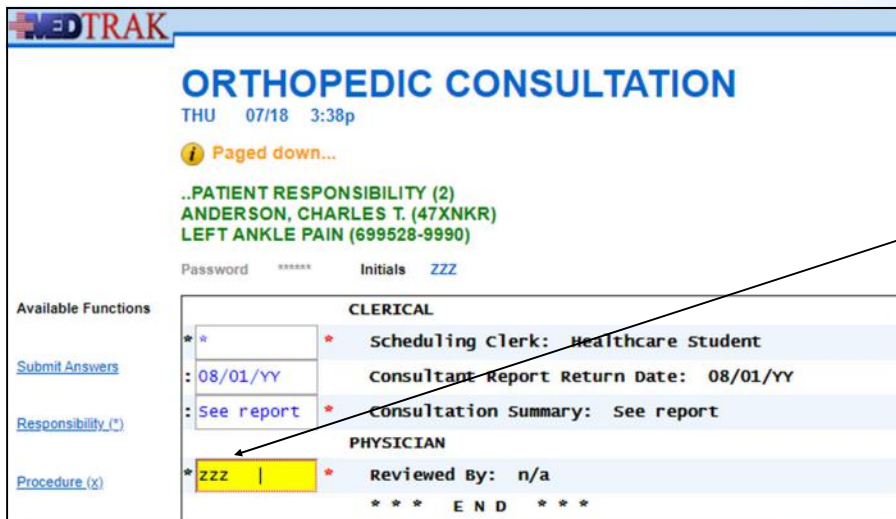 MEDTRAK
ORTHOPEDIC CONSULTATION
THU 07/18 3:38p
i Paged down...
..PATIENT RESPONSIBILITY (2)
ANDERSON, CHARLES T. (47XNKR)
LEFT ANKLE PAIN (699528-9990)
Password ****** Initials ZZZ
Available Functions
CLERICAL
* * * Scheduling Clerk: Healthcare Student
Submit Answers
: 08/01/YY Consultant Report Return Date: 08/01/YY
: See report * Consultation Summary: See report
Responsibility (*)
PHYSICIAN
* zzz * Reviewed By: n/a
Procedure (x)
* * * E N D * * *